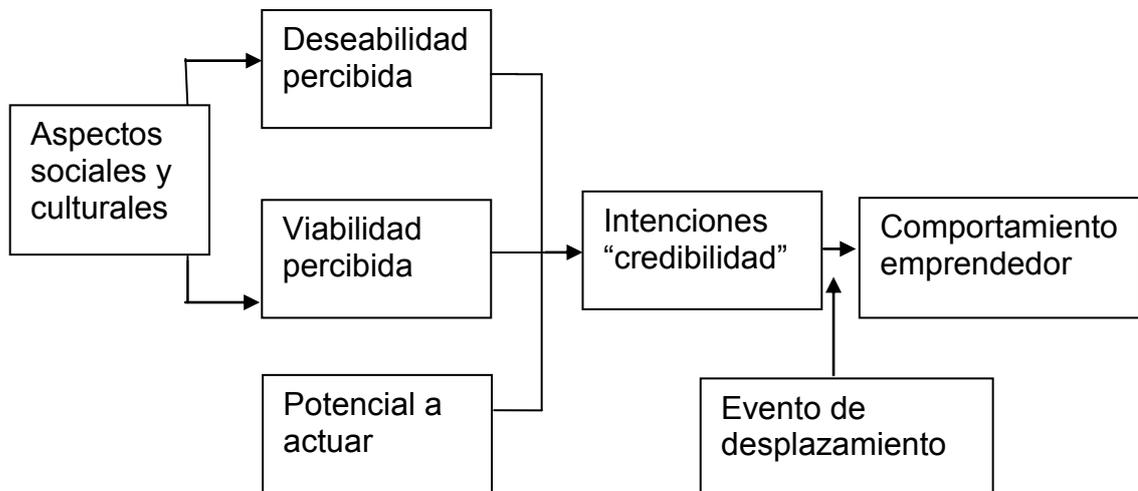 Deseabilidad
percibida
Aspectos
sociales y
culturales
Viabilidad
percibida
Intenciones
“credibilidad”
Comportamiento
emprendedor
Potencial a
actuar
Evento de
desplazamiento